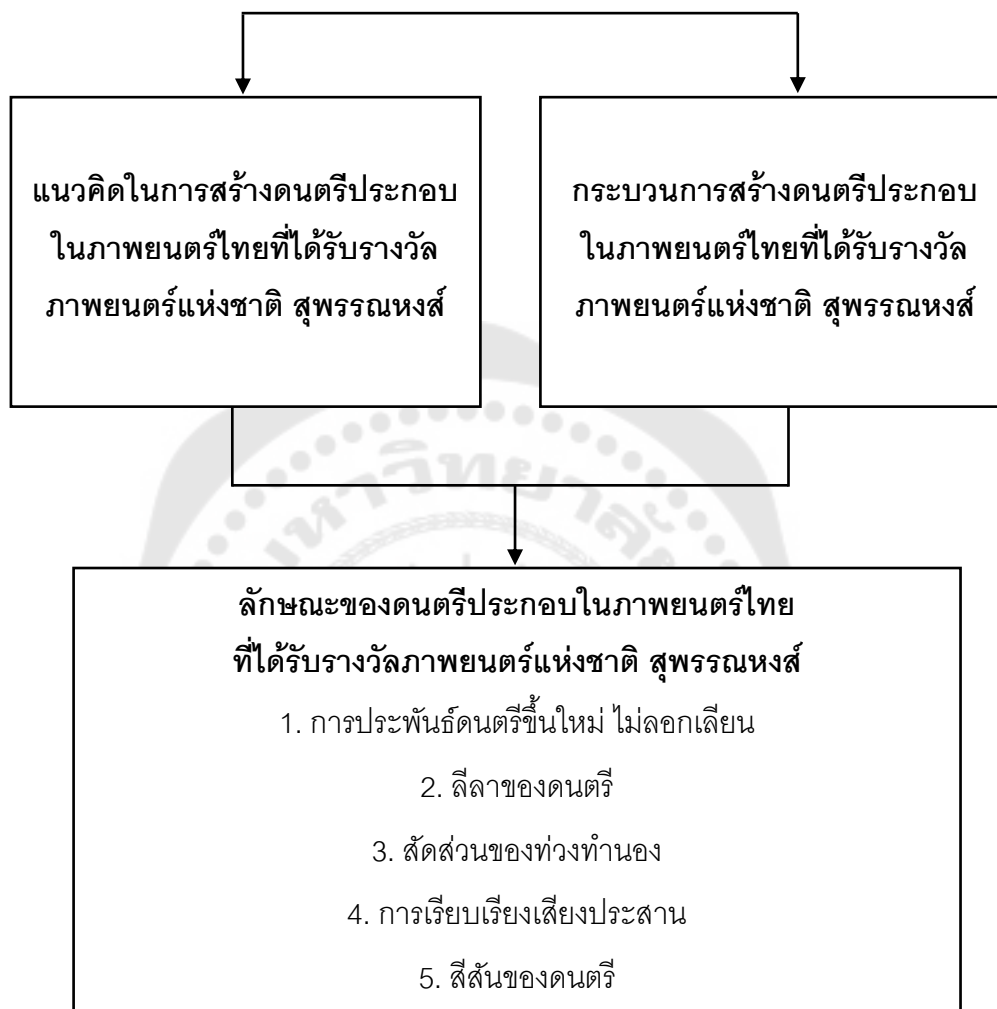 แนวคิดในการสร้างดนตรีประกอบ
ในภาพยนตร์ไทยที่ได้รับรางวัล
ภาพยนตร์แห่งชาติ สุพรรณหงส์
กระบวนการสร้างดนตรีประกอบ
ในภาพยนตร์ไทยที่ได้รับรางวัล
ภาพยนตร์แห่งชาติ สุพรรณหงส์
มหาวิทยาลัย
ลักษณะของดนตรีประกอบในภาพยนตร์ไทย
ที่ได้รับรางวัลภาพยนตร์แห่งชาติ สุพรรณหงส์
1. การประพันธ์ดนตรีขึ้นใหม่ ไม่ลอกเลียน
2. ลีลาของดนตรี
3. สัดส่วนของท่วงทำนอง
4. การเรียบเรียงเสียงประสาน
5. สีสันของดนตรี